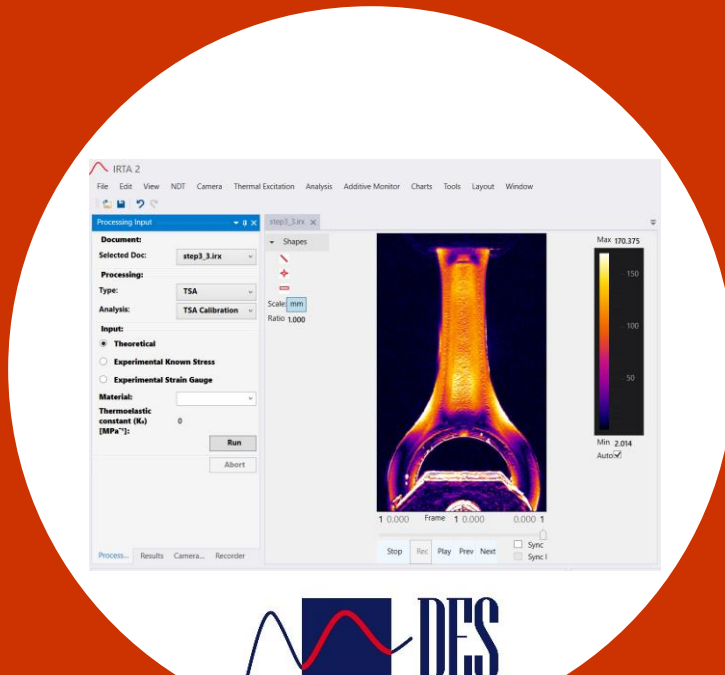 IRTA 2
File Edit View NDT Camera Thermal Excitation Analysis Additive Monitor Charts Tools Layout Window
Processing Input
step3_3.irx
Document:
Selected Doc: step3_3.irx
Processing:
Type: TSA
Analysis: TSA Calibration
Input:
Theoretical
Experimental Known Stress
Experimental Strain Gauge
Material:
Thermoelastic
constant (Kₐ) 0
[MPa⁻¹]:
Run
Abort
Process... Results Camera... Recorder
Shapes
Scale: mm
Ratio 1.000
Max 170.375
150
100
50
Min 2.014
Auto:
1 0.000 Frame 1 0.000 0.000 1
Stop Rec Play Prev Next
Sync
Sync I
DES